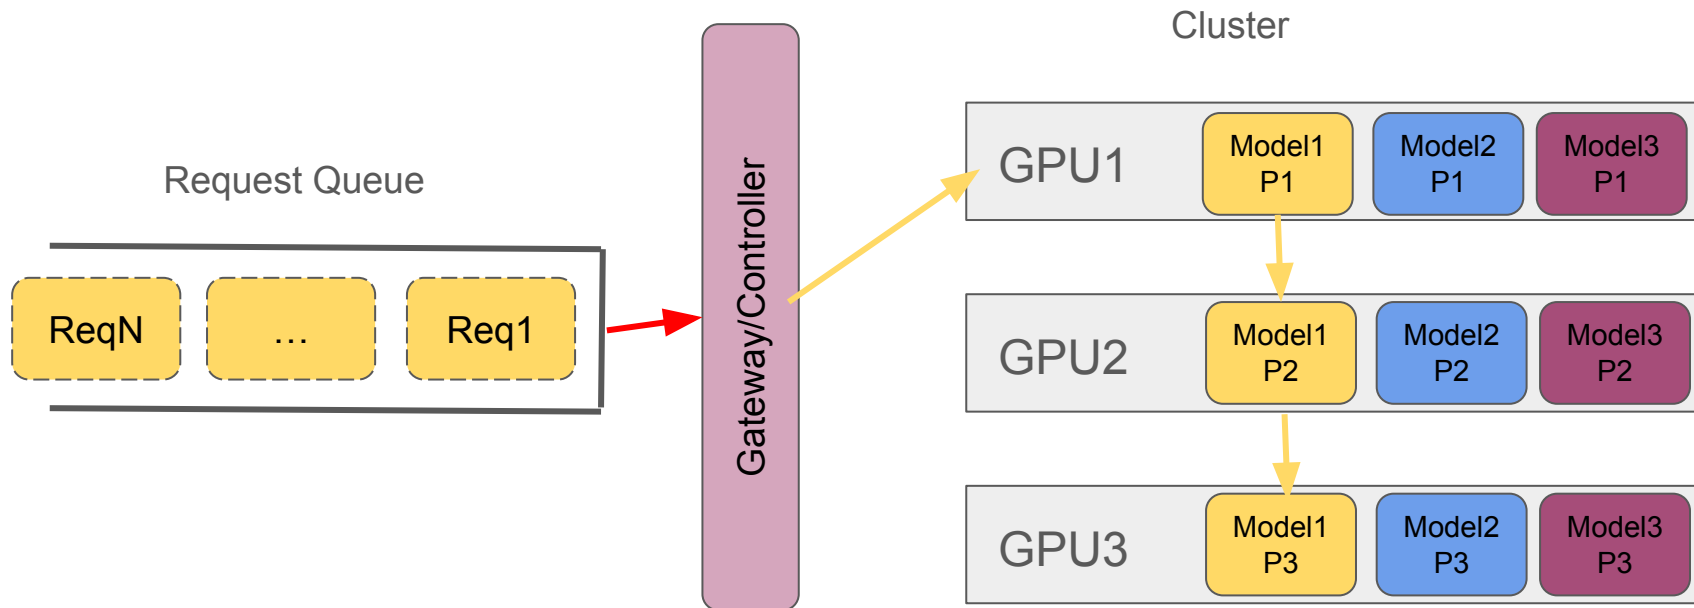 Cluster
Request Queue
ReqN
…
Req1
Gateway/Controller
GPU1
Model1
P1
Model2
P1
Model3
P1
GPU2
Model1
P2
Model2
P2
Model3
P2
GPU3
Model1
P3
Model2
P3
Model3
P3